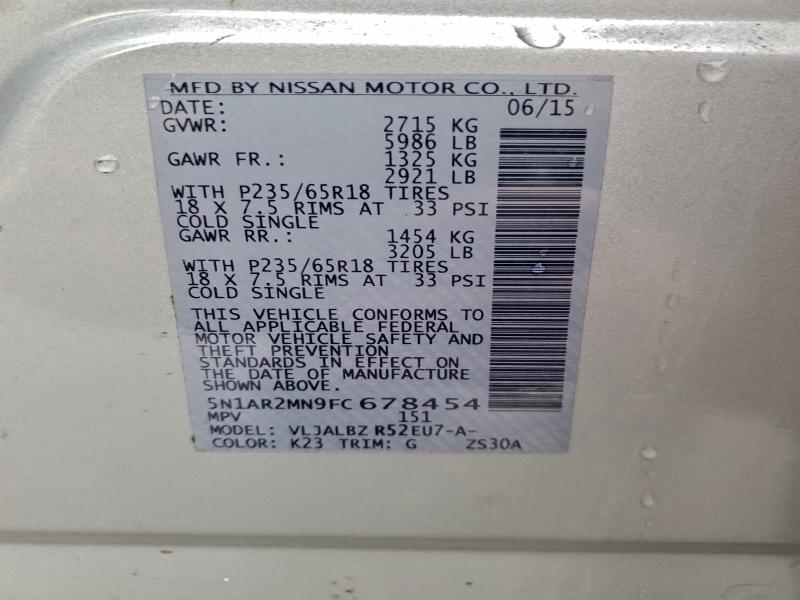 MFD BY NISSAN MOTOR CO., LTD.
DATE: 06/15
GVWR: 2715 KG
5986 LB
GAWR FR.: 1325 KG
2921 LB
WITH P235/65R18 TIRES
18 X 7.5 RIMS AT 33 PSI
COLD SINGLE
GAWR RR.: 1454 KG
3205 LB
WITH P235/65R18 TIRES
18 X 7.5 RIMS AT 33 PSI
COLD SINGLE
THIS VEHICLE CONFORMS TO
ALL APPLICABLE FEDERAL
MOTOR VEHICLE SAFETY AND
THEFT PREVENTION
STANDARDS IN EFFECT ON
THE DATE OF MANUFACTURE
SHOWN ABOVE.
5N1AR2MN9FC 678454
MPV 151
MODEL: VLJALBZ R52EU7-A-
COLOR: K23 TRIM: G ZS30A